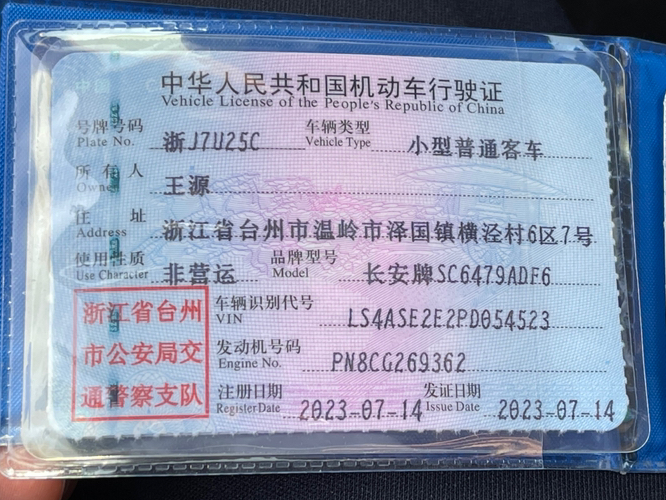 中华人民共和国机动车行驶证
Vehicle License of the People's Republic of China
号牌号码 浙J7U25C 车辆类型 小型普通客车
Plate No. Vehicle Type
所有人 王源
Owner
住址 浙江省台州市温岭市泽国镇横泾村6区7号
Address
使用性质 非营运 品牌型号 长安牌SC6479ADF6
Use Character Model
浙江省台州
市公安局交
通警察支队
车辆识别代号 LS4ASE2E2PD054523
VIN
发动机号码 PN8CG269362
Engine No.
注册日期 2023-07-14 发证日期 2023-07-14
Register Date Issue Date